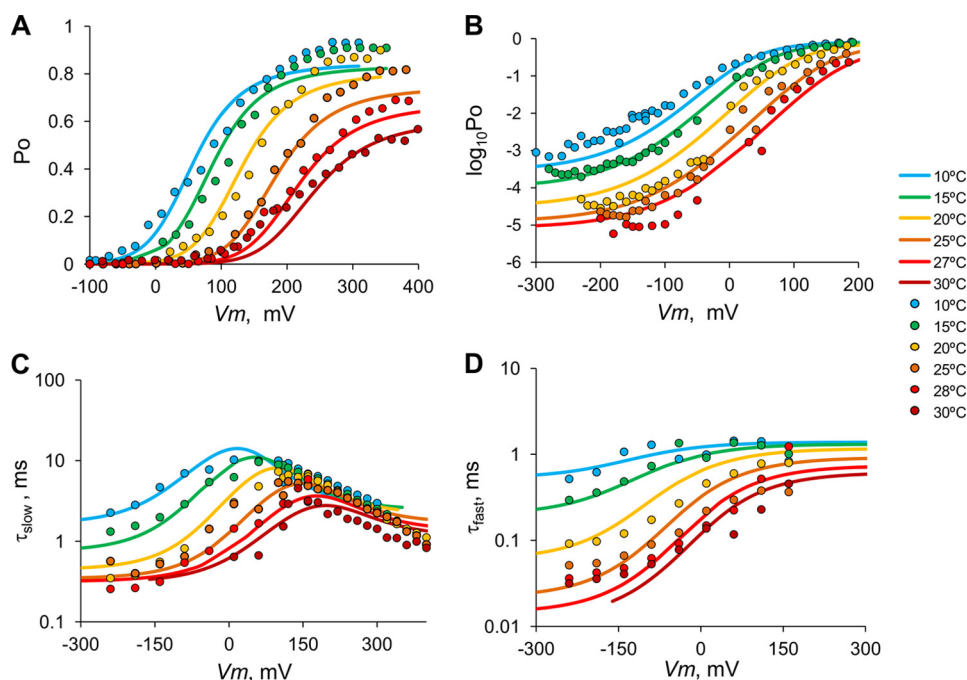 A
1
0.8
0.6
0.4
0.2
0
Po
-100 0 100 200 300 400
Vm, mV
B
0
-1
-2
-3
-4
-5
-6
log₁₀Po
-300 -200 -100 0 100 200
Vm, mV
C
100
10
1
0.1
τslow, ms
-300 -150 0 150 300
Vm, mV
D
10
1
0.1
0.01
τfast, ms
-300 -150 0 150 300
Vm, mV
10ºC
15ºC
20ºC
25ºC
27ºC
30ºC
10ºC
15ºC
20ºC
25ºC
28ºC
30ºC